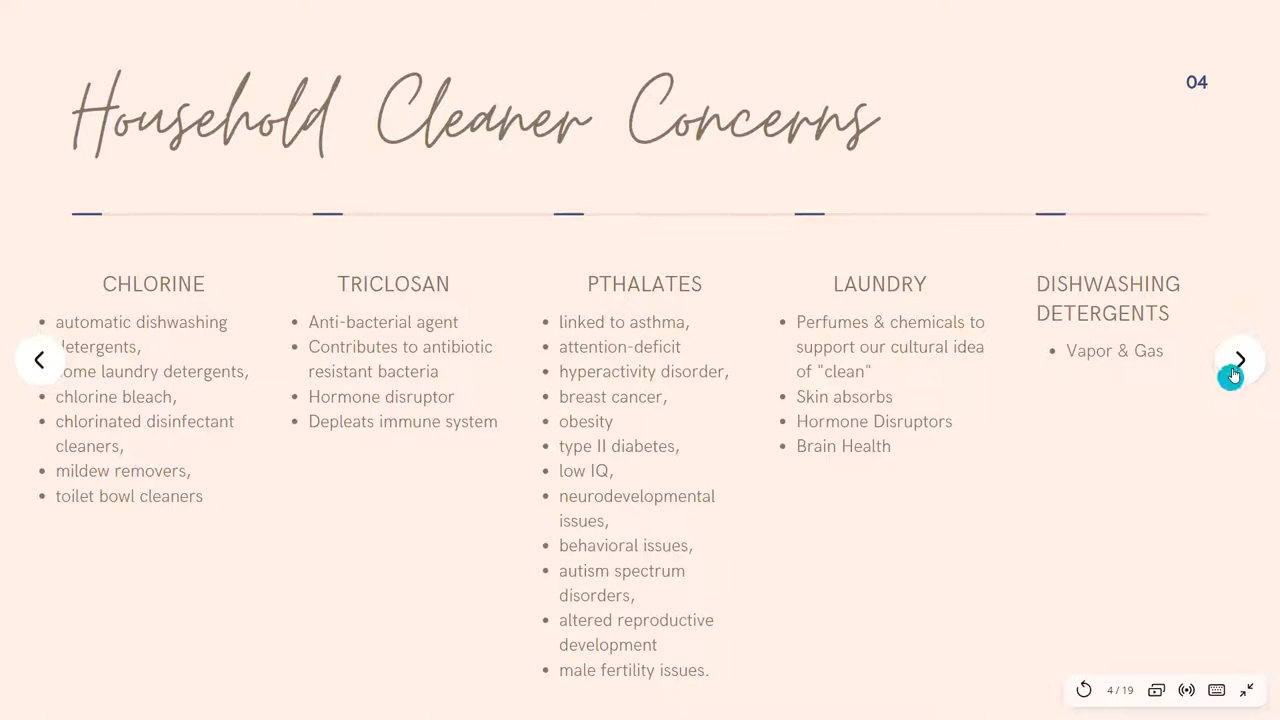 Household Cleaner Concerns
04
CHLORINE
automatic dishwashing
detergents,
home laundry detergents,
chlorine bleach,
chlorinated disinfectant
cleaners,
mildew removers,
toilet bowl cleaners
TRICLOSAN
Anti-bacterial agent
Contributes to antibiotic
resistant bacteria
Hormone disruptor
Depleats immune system
PTHALATES
linked to asthma,
attention-deficit
hyperactivity disorder,
breast cancer,
obesity
type II diabetes,
low IQ,
neurodevelopmental
issues,
behavioral issues,
autism spectrum
disorders,
altered reproductive
development
male fertility issues.
LAUNDRY
Perfumes & chemicals to
support our cultural idea
of "clean"
Skin absorbs
Hormone Disruptors
Brain Health
DISHWASHING
DETERGENTS
Vapor & Gas
4 / 19